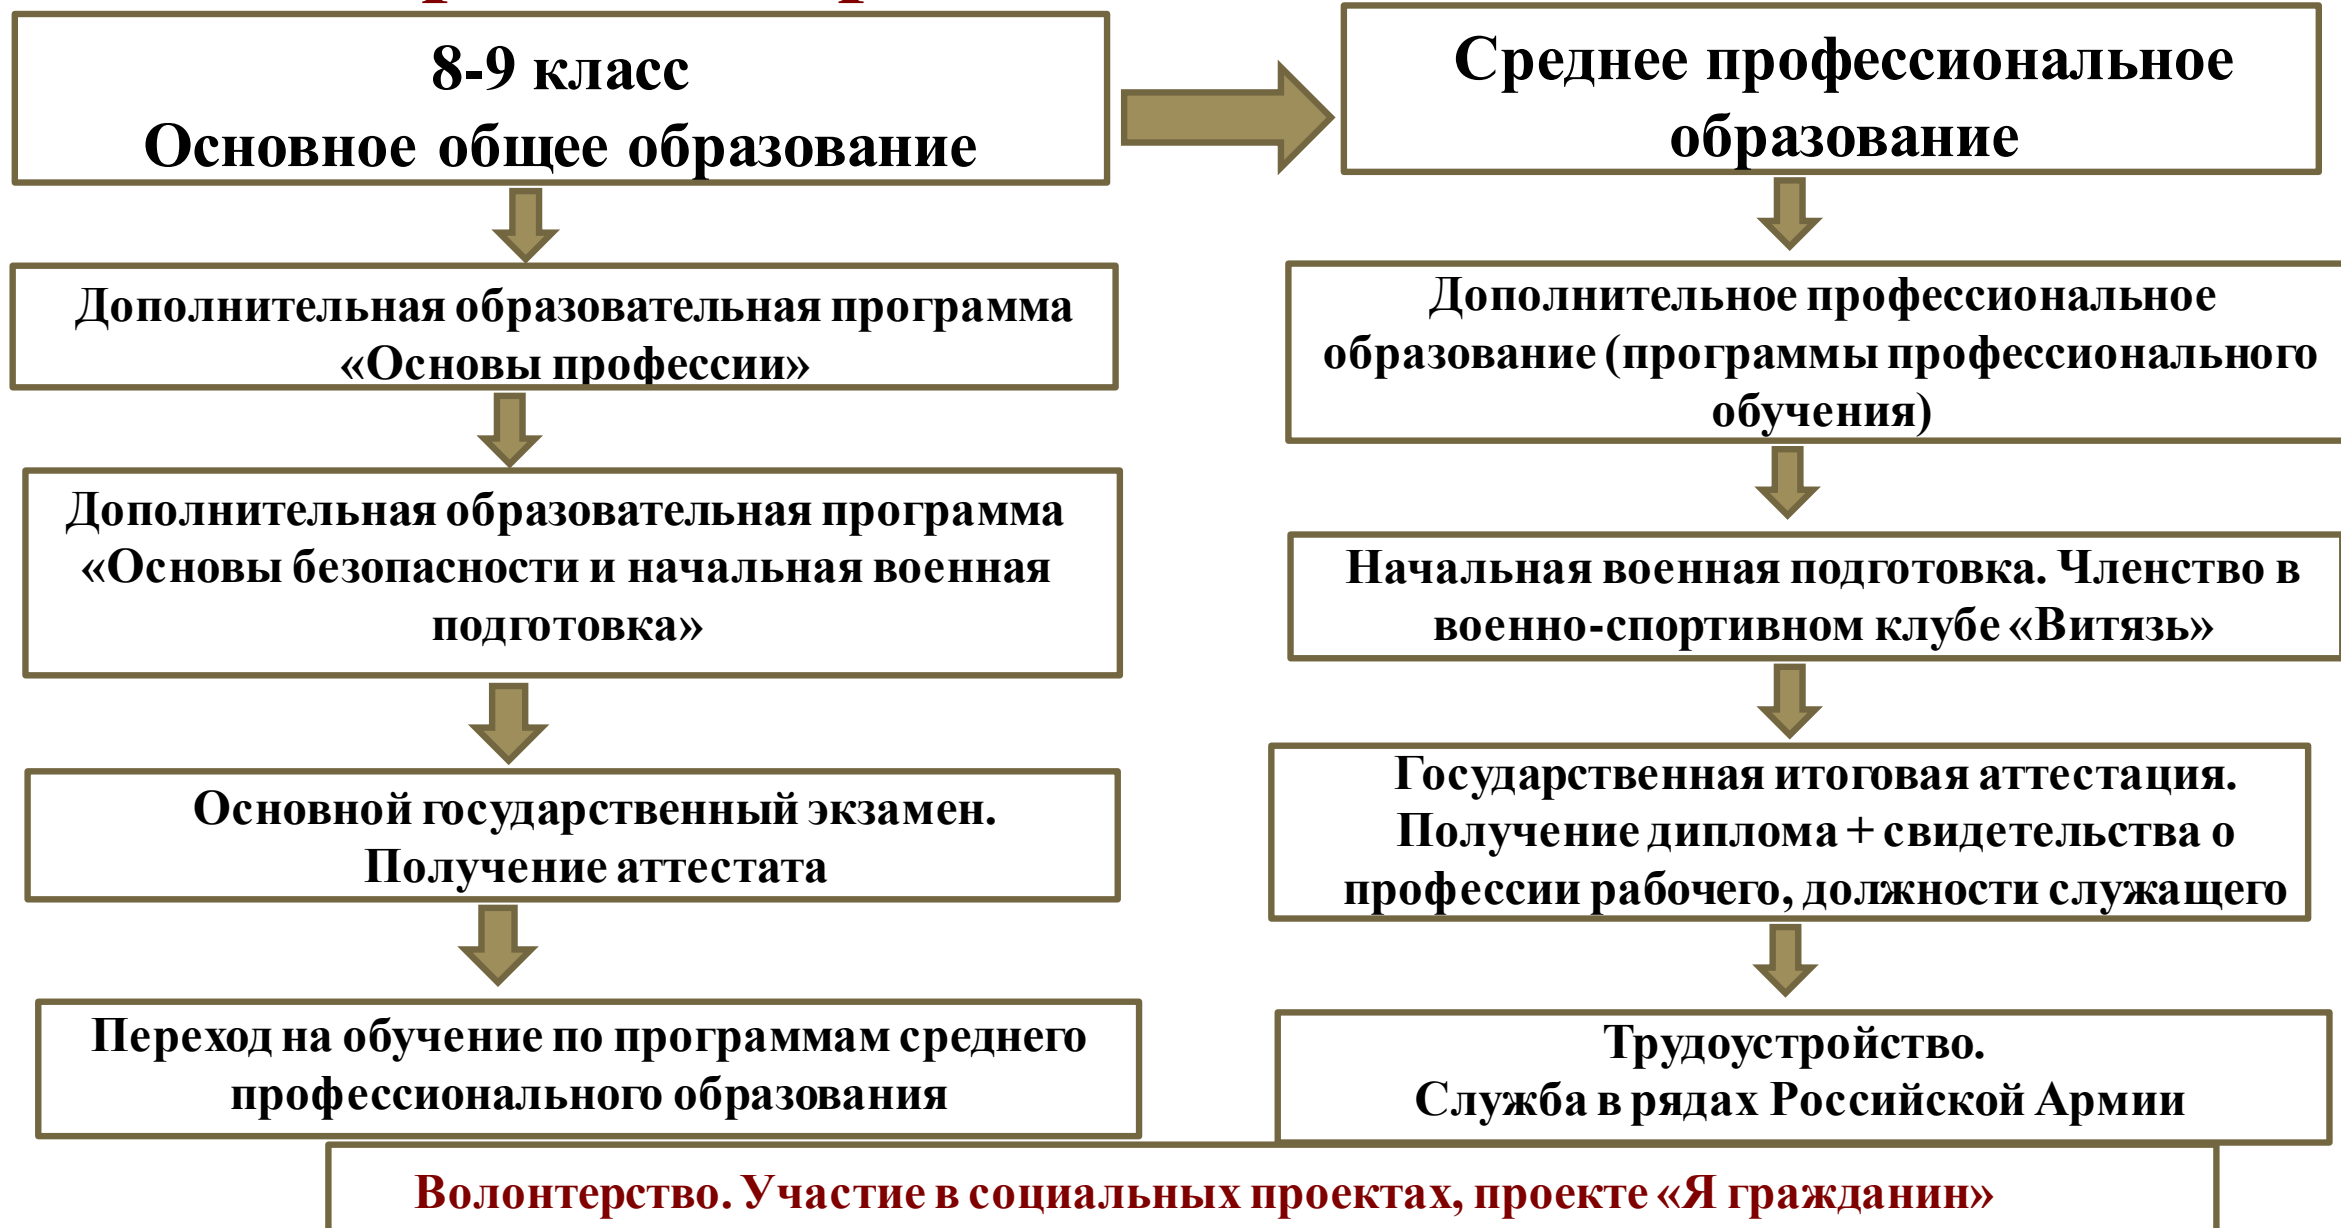 8-9 класс
Основное общее образование
Дополнительная образовательная программа
«Основы профессии»
Дополнительная образовательная программа
«Основы безопасности и начальная военная
подготовка»
Основной государственный экзамен.
Получение аттестата
Переход на обучение по программам среднего
профессионального образования
Среднее профессиональное
образование
Дополнительное профессиональное
образование (программы профессионального
обучения)
Начальная военная подготовка. Членство в
военно-спортивном клубе «Витязь»
Государственная итоговая аттестация.
Получение диплома + свидетельства о
профессии рабочего, должности служащего
Трудоустройство.
Служба в рядах Российской Армии
Волонтерство. Участие в социальных проектах, проекте «Я гражданин»